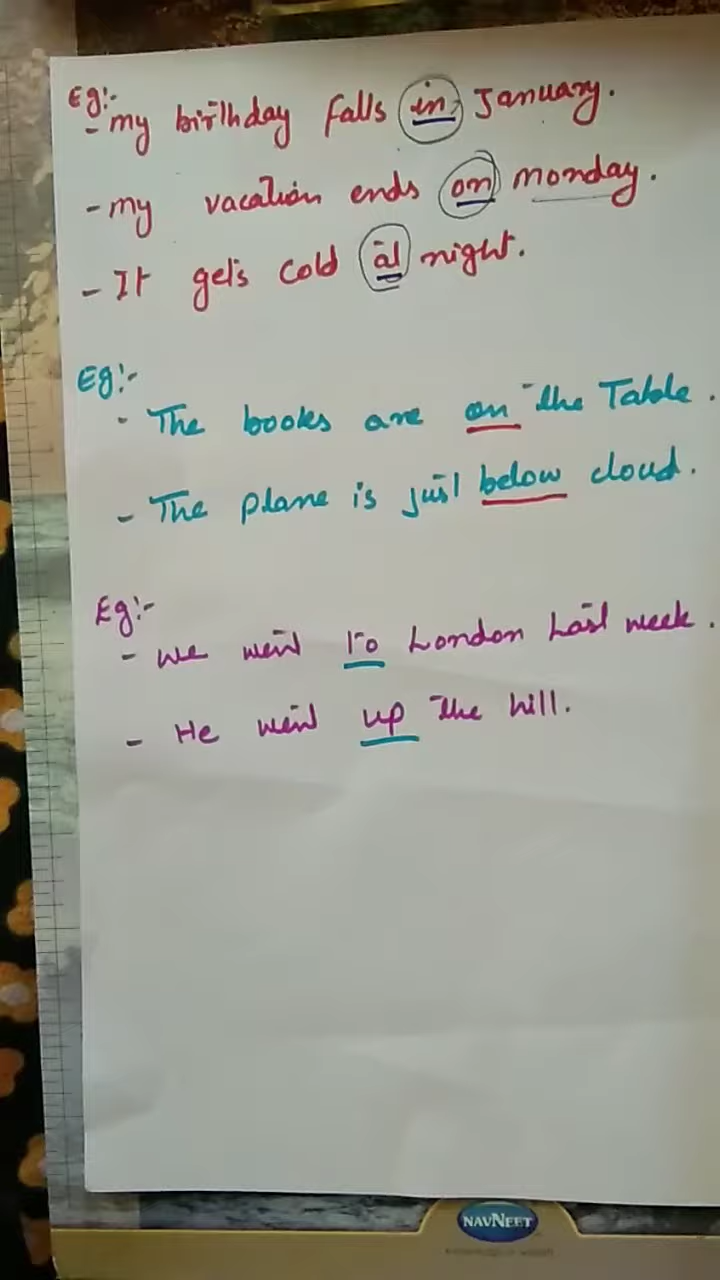 Eg:-
- my birthday falls in January.
- my vacation ends on monday.
- It gets cold at night.
Eg:-
- The books are on the Table.
- The plane is just below cloud.
Eg:-
- We went to London Last week.
- He went up the hill.
NAVNEET